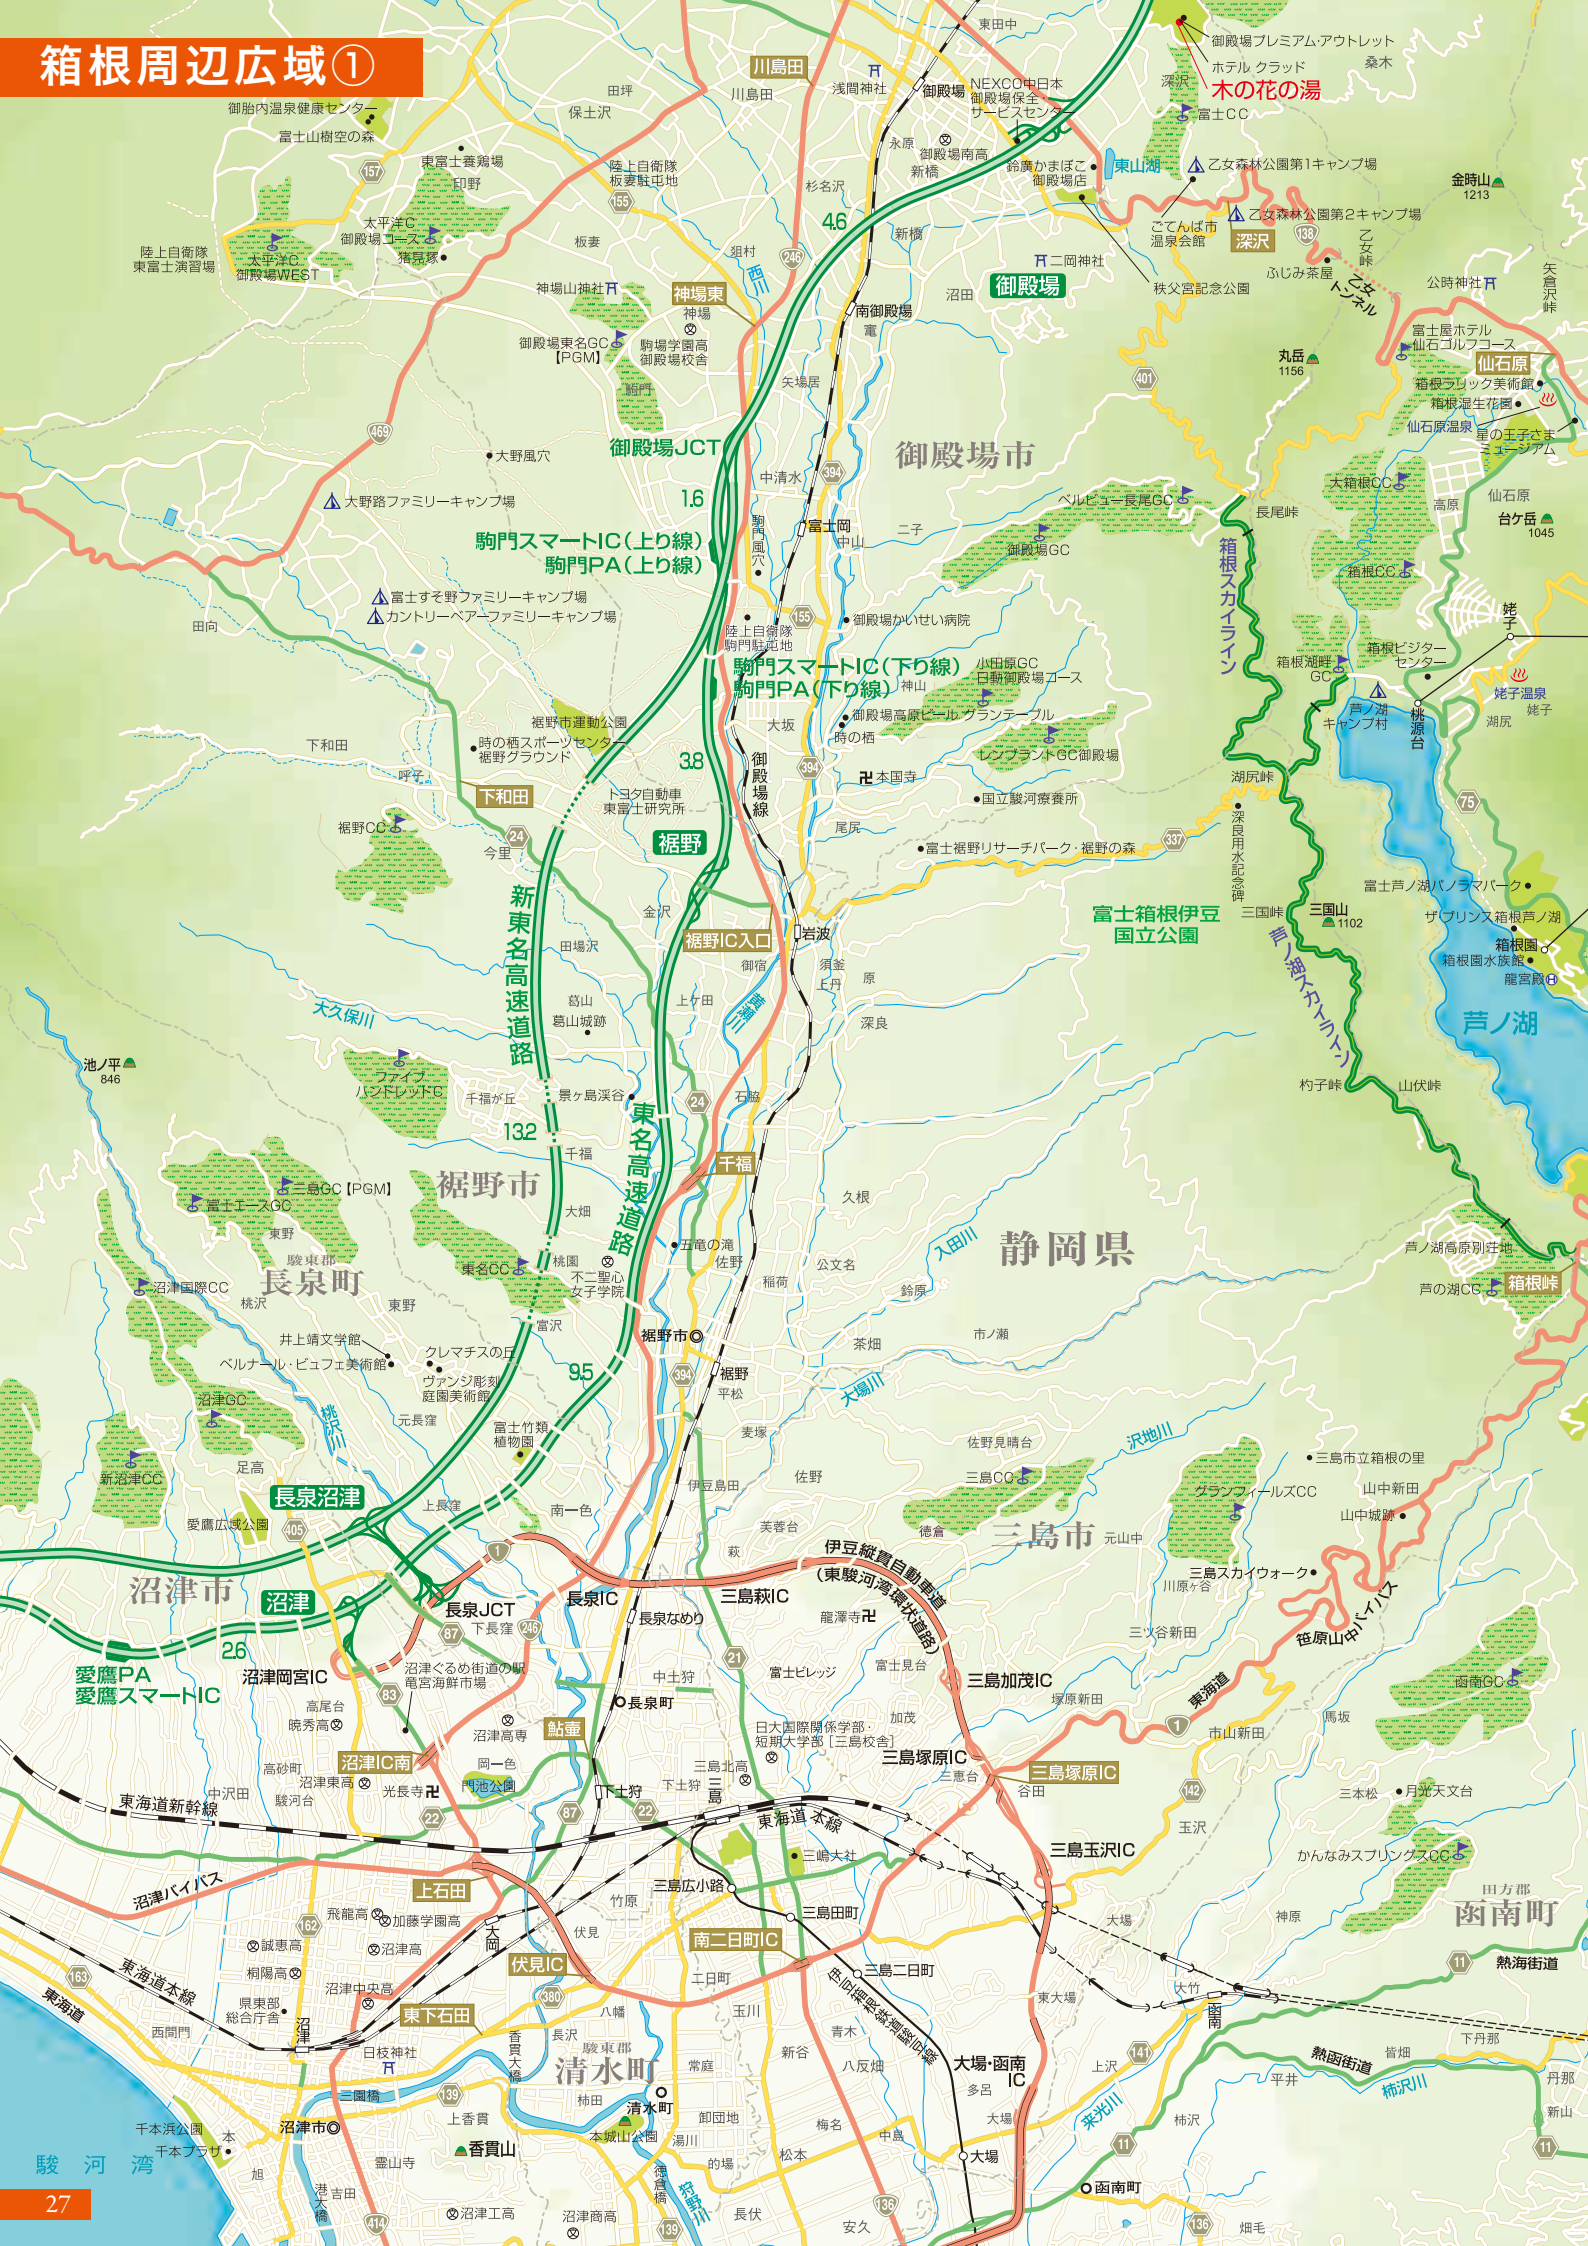 箱根周辺広域①
東田中
御殿場プレミアム・アウトレット
ホテル クラッド
桑木
木の花の湯
深沢
富士CC
川島田
川島田
浅間神社
御殿場
NEXCO中日本
御殿場保全・
サービスセンター
田坪
保土沢
御胎内温泉健康センター
富士山樹空の森
157
東富士養鶏場
印野
陸上自衛隊
板妻駐屯地
155
杉名沢
永原
御殿場南高
新橋
鈴廣かまぼこ
御殿場店
東山湖
乙女森林公園第1キャンプ場
金時山
1213
乙女森林公園第2キャンプ場
ごてんば市
温泉会館
深沢
138
乙女峠
ふじみ茶屋
乙女
トンネル
公時神社
矢倉沢峠
太平洋C
御殿場コース
猪見塚
太平洋C
御殿場WEST
陸上自衛隊
東富士演習場
板妻
狙村
西川
246
4.6
新橋
二岡神社
御殿場
秩父宮記念公園
沼田
神場山神社
神場東
神場
南御殿場
竃
御殿場東名GC
【PGM】
駒場学園高
御殿場校舎
駒門
矢場居
丸岳
1156
401
富士屋ホテル
仙石ゴルフコース
仙石原
箱根ラリック美術館
箱根湿生花園
仙石原温泉
星の王子さま
ミュージアム
469
大野風穴
御殿場JCT
御殿場市
1.6
中清水
394
大野路ファミリーキャンプ場
駒門風穴
富士岡
中山
二子
ベルビュー長尾GC
御殿場GC
長尾峠
大箱根CC
高原
仙石原
台ケ岳
1045
駒門スマートIC(上り線)
駒門PA(上り線)
箱根スカイライン
箱根CC
姥子
富士すそ野ファミリーキャンプ場
カントリーベアーファミリーキャンプ場
田向
陸上自衛隊
駒門駐屯地
155
御殿場かいせい病院
駒門スマートIC(下り線)
駒門PA(下り線)
神山
小田原GC
日動御殿場コース
箱根湖畔
GC
箱根ビジター
センター
芦ノ湖
キャンプ村
桃源台
姥子温泉
姥子
湖尻
裾野市運動公園
時の栖スポーツセンター
裾野グラウンド
大坂
御殿場高原ビール グランテーブル
時の栖
レンブラントGC御殿場
下和田
呼子
下和田
トヨタ自動車
東富士研究所
3.8
御殿場線
394
本国寺
国立駿河療養所
湖尻峠
深良用水記念碑
75
裾野CC
24
今里
裾野
尾尻
富士裾野リサーチパーク・裾野の森
337
新東名高速道路
金沢
田場沢
裾野IC入口
岩波
御宿
須釜
上丹
原
富士箱根伊豆
国立公園
三国峠
三国山
1102
富士芦ノ湖パノラマパーク
ザ プリンス箱根芦ノ湖
箱根園
箱根園水族館
龍宮殿
芦ノ湖スカイライン
芦ノ湖
大久保川
葛山
葛山城跡
上ケ田
黄瀬川
深良
池ノ平
846
ファイブ
ハンドレッドC
千福が丘
景ヶ島渓谷
24
石脇
杓子峠
山伏峠
13.2
東名高速道路
千福
千福
裾野市
三島GC【PGM】
富士エースGC
東野
大畑
久根
駿東郡
長泉町
桃園
東名CC
不二聖心
女子学院
五竜の滝
佐野
稲荷
公文名
入田川
鈴原
静岡県
芦ノ湖高原別荘地
芦の湖CC
箱根峠
沼津国際CC
桃沢
東野
富沢
井上靖文学館
ベルナール・ビュフェ美術館
クレマチスの丘
ヴァンジ彫刻
庭園美術館
裾野市
9.5
394
裾野
平松
茶畑
市ノ瀬
大場川
沼津GC
桃沢川
元長窪
富士竹類
植物園
麦塚
佐野見晴台
沢地川
新沼津CC
足高
長泉沼津
上長窪
南一色
伊豆島田
佐野
三島CC
グランフィールズCC
三島市立箱根の里
山中新田
山中城跡
愛鷹広域公園
405
芙蓉台
徳倉
三島市
元山中
1
萩
伊豆縦貫自動車道
(東駿河湾環状道路)
三島スカイウォーク
川原ヶ谷
沼津市
沼津
長泉JCT
長泉IC
三島萩IC
87
下長窪
246
長泉なめり
龍澤寺
三ツ谷新田
笹原山中バイパス
2.6
愛鷹PA
愛鷹スマートIC
沼津岡宮IC
沼津ぐるめ街道の駅
竜宮海鮮市場
21
中土狩
富士ビレッジ
富士見台
三島加茂IC
塚原新田
東海道
函南GC
83
高尾台
暁秀高
長泉町
加茂
1
馬坂
沼津高専
鮎壺
日大国際関係学部・
短期大学部 [三島校舎]
三島塚原IC
市山新田
沼津IC南
岡一色
三島北高
三恵台
三島塚原IC
高砂町
沼津東高
駿河台
中沢田
光長寺
門池公園
下土狩
下土狩
三島
谷田
142
三本松
月光天文台
東海道新幹線
22
87
22
東海道本線
玉沢
沼津バイパス
三嶋大社
三島玉沢IC
かんなみスプリングスCC
上石田
竹原
三島広小路
田方郡
函南町
162
飛龍高
加藤学園高
誠恵高
沼津高
桐陽高
大岡
伏見
三島田町
大場
神原
南二日町IC
伏見IC
163
東海道本線
東海道
沼津中央高
県東部
総合庁舎
沼津
西間門
380
二日町
三島二日町
伊豆箱根鉄道駿豆線
東大場
大竹
函南
11
熱海街道
東下石田
日枝神社
八幡
玉川
香貫大橋
長沢
駿東郡
清水町
青木
新谷
八反畑
大場・函南
IC
多呂
上沢
141
熱函街道
平井
下丹那
皆畑
丹那
三園橋
139
常庭
柿田
清水町
来光川
柿沢川
柿沢
新山
沼津市
千本浜公園
千本プラザ
本
上香貫
本城山公園
卸団地
梅名
中島
大場
大場
11
11
駿河湾
香貫山
湯川
的場
松本
旭
霊山寺
徳倉橋
函南町
港大橋
吉田
沼津工高
沼津商高
狩野川
長伏
安久
136
136
畑毛
414
139
27